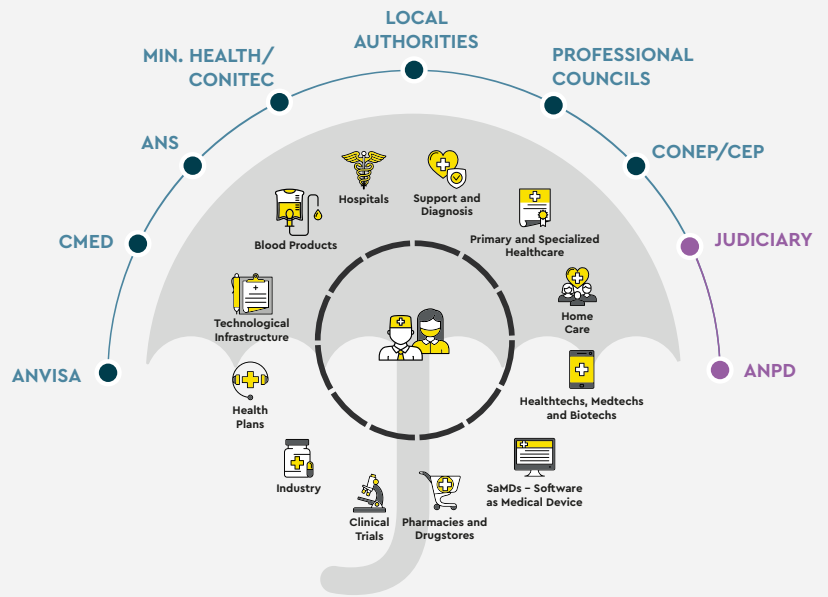 LOCAL
AUTHORITIES
MIN. HEALTH/
CONITEC
PROFESSIONAL
COUNCILS
ANS
CONEP/CEP
CMED
JUDICIARY
ANVISA
ANPD
Hospitals
Support and
Diagnosis
Blood Products
Primary and Specialized
Healthcare
Technological
Infrastructure
Home
Care
Health
Plans
Healthtechs, Medtechs
and Biotechs
Industry
SaMDs – Software
as Medical Device
Clinical
Trials
Pharmacies and
Drugstores